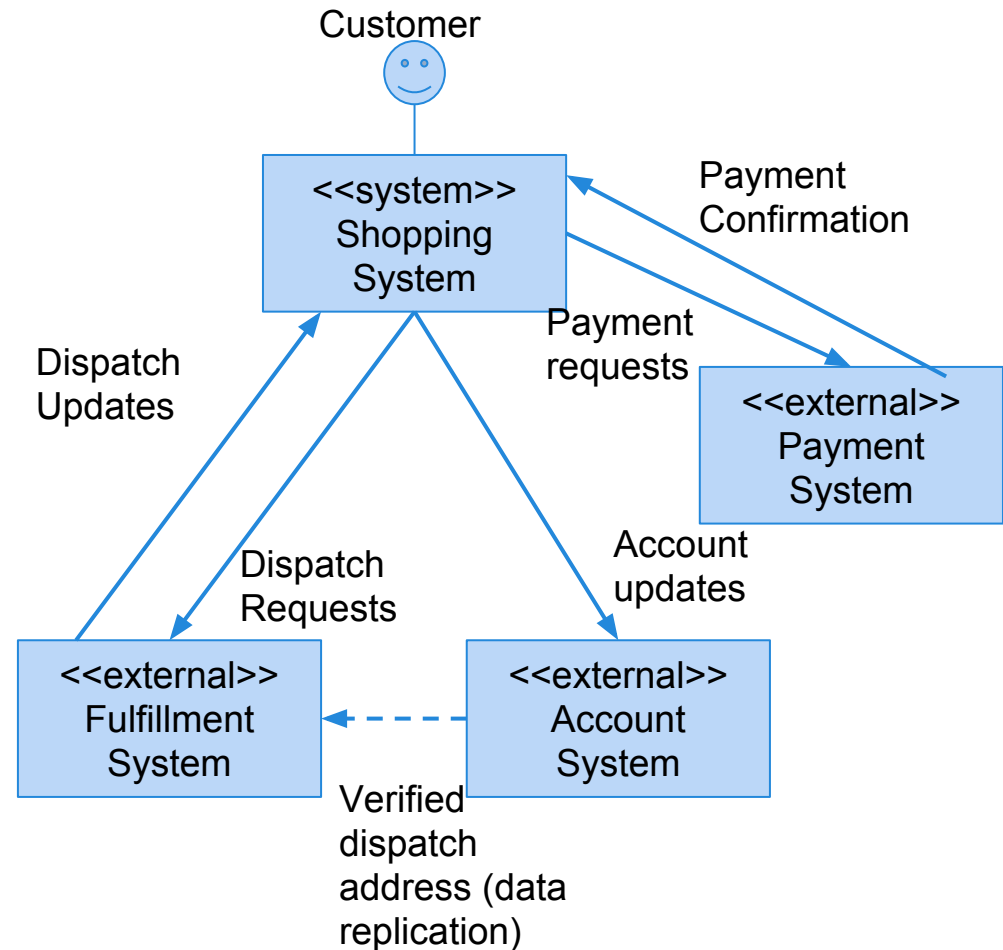 Customer
<<system>>
Shopping
System
Payment
Confirmation
Payment
requests
Dispatch
Updates
<<external>>
Payment
System
Dispatch
Requests
Account
updates
<<external>>
Fulfillment
System
<<external>>
Account
System
Verified
dispatch
address (data
replication)